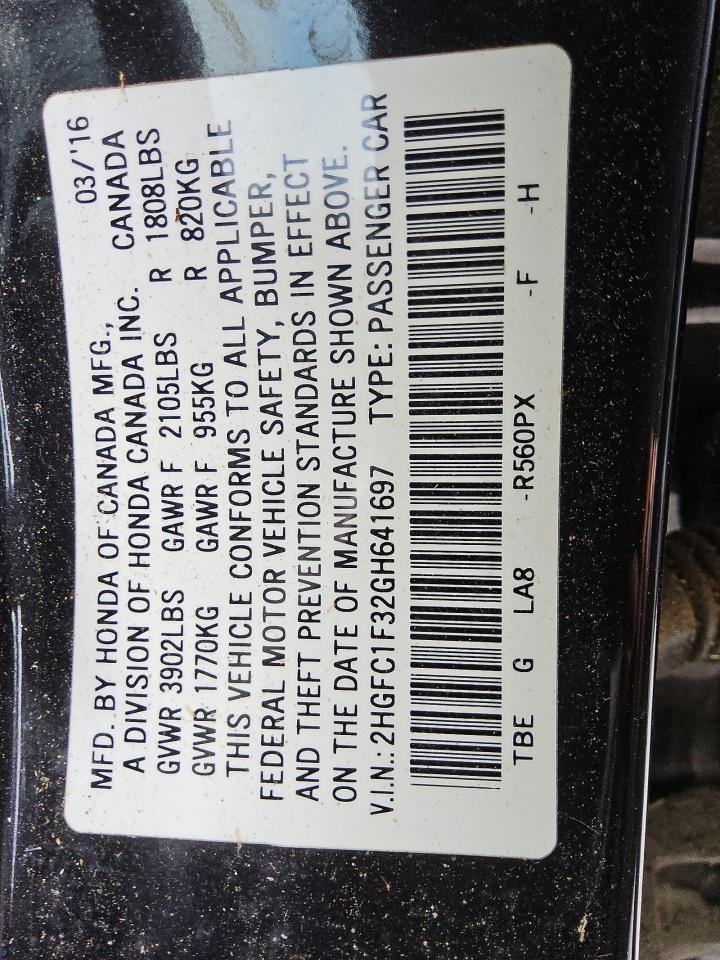 MFD. BY HONDA OF CANADA MFG., 03/'16
A DIVISION OF HONDA CANADA INC. CANADA
GVWR 3902LBS GAWR F 2105LBS R 1808LBS
GVWR 1770KG GAWR F 955KG R 820KG
THIS VEHICLE CONFORMS TO ALL APPLICABLE
FEDERAL MOTOR VEHICLE SAFETY, BUMPER,
AND THEFT PREVENTION STANDARDS IN EFFECT
ON THE DATE OF MANUFACTURE SHOWN ABOVE.
V.I.N.: 2HGFC1F32GH641697 TYPE: PASSENGER CAR
TBE G LA8 -R560PX -F -H